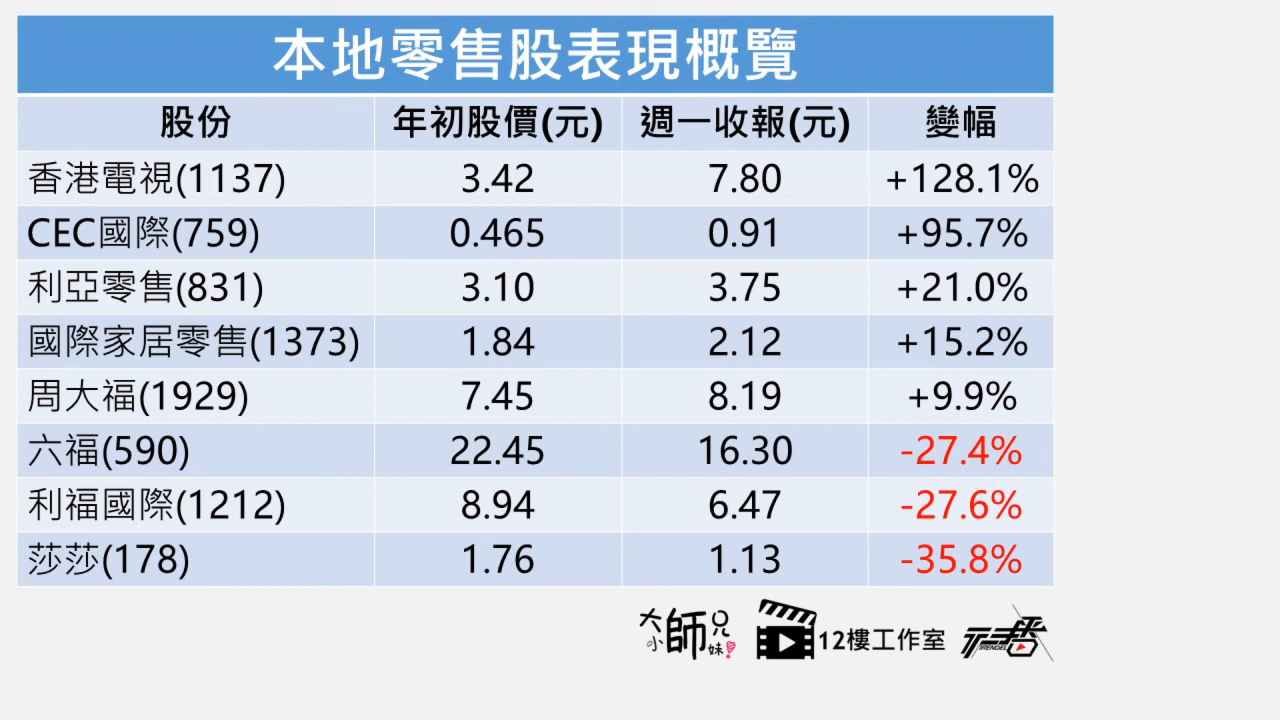 本地零售股表現概覽
股份 年初股價(元) 週一收報(元) 變幅
香港電視(1137) 3.42 7.80 +128.1%
CEC國際(759) 0.465 0.91 +95.7%
利亞零售(831) 3.10 3.75 +21.0%
國際家居零售(1373) 1.84 2.12 +15.2%
周大福(1929) 7.45 8.19 +9.9%
六福(590) 22.45 16.30 -27.4%
利福國際(1212) 8.94 6.47 -27.6%
莎莎(178) 1.76 1.13 -35.8%
大小師兄妹 12樓工作室